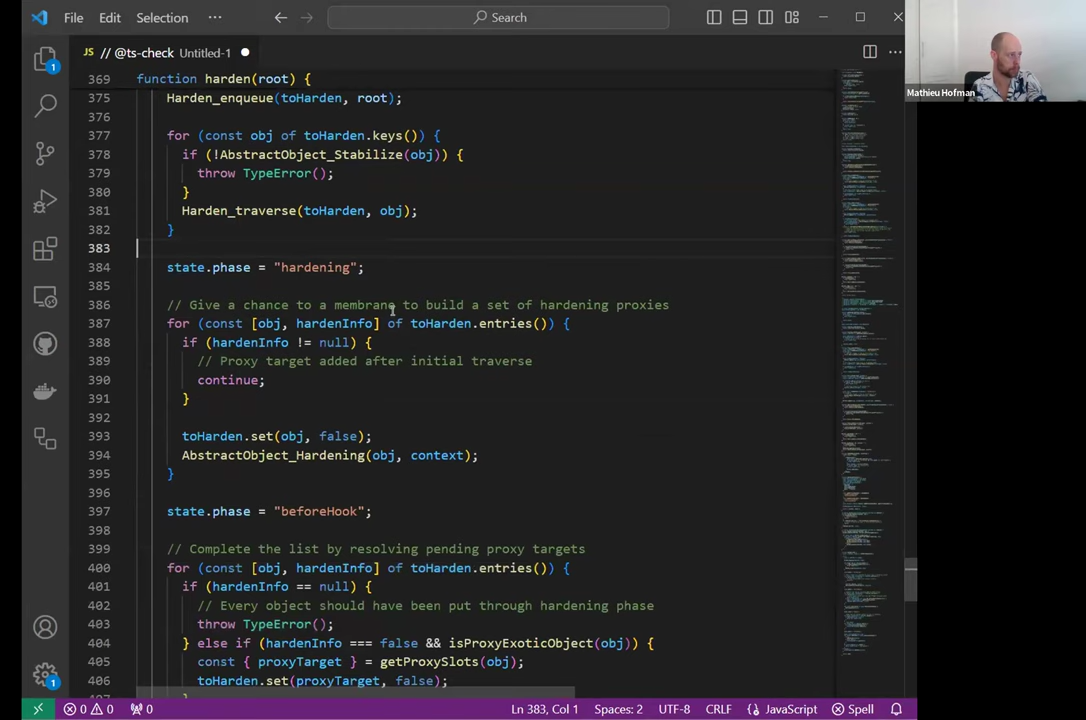 File Edit Selection ··· Search
JS // @ts-check Untitled-1
369 function harden(root) {
375 Harden_enqueue(toHarden, root);
376
377 for (const obj of toHarden.keys()) {
378 if (!AbstractObject_Stabilize(obj)) {
379 throw TypeError();
380 }
381 Harden_traverse(toHarden, obj);
382 }
383
384 state.phase = "hardening";
385
386 // Give a chance to a membrane to build a set of hardening proxies
387 for (const [obj, hardenInfo] of toHarden.entries()) {
388 if (hardenInfo != null) {
389 // Proxy target added after initial traverse
390 continue;
391 }
392
393 toHarden.set(obj, false);
394 AbstractObject_Hardening(obj, context);
395 }
396
397 state.phase = "beforeHook";
398
399 // Complete the list by resolving pending proxy targets
400 for (const [obj, hardenInfo] of toHarden.entries()) {
401 if (hardenInfo == null) {
402 // Every object should have been put through hardening phase
403 throw TypeError();
404 } else if (hardenInfo === false && isProxyExoticObject(obj)) {
405 const { proxyTarget } = getProxySlots(obj);
406 toHarden.set(proxyTarget, false);
1
1
0 0 0 Ln 383, Col 1 Spaces: 2 UTF-8 CRLF {} JavaScript Spell
Mathieu Hofman